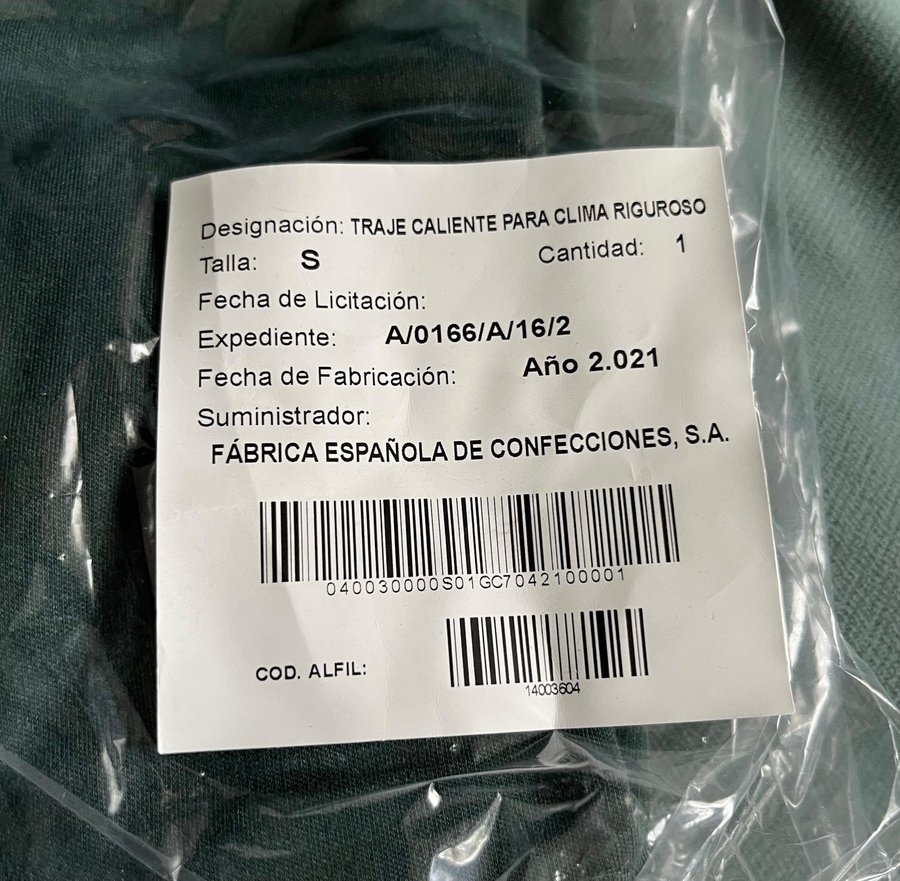 Designación: TRAJE CALIENTE PARA CLIMA RIGUROSO
Talla: S Cantidad: 1
Fecha de Licitación:
Expediente: A/0166/A/16/2
Fecha de Fabricación: Año 2.021
Suministrador:
FÁBRICA ESPAÑOLA DE CONFECCIONES, S.A.
040030000S01GC7042100001
COD. ALFIL:
14003604